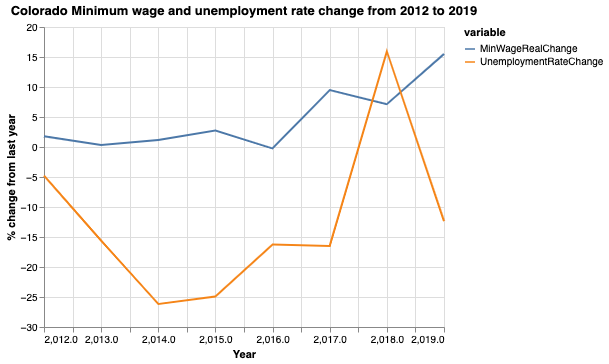 Colorado Minimum wage and unemployment rate change from 2012 to 2019
variable
MinWageRealChange
UnemploymentRateChange
% change from last year
20
15
10
5
0
−5
−10
−15
−20
−25
−30
2,012.0 2,013.0 2,014.0 2,015.0 2,016.0 2,017.0 2,018.0 2,019.0
Year